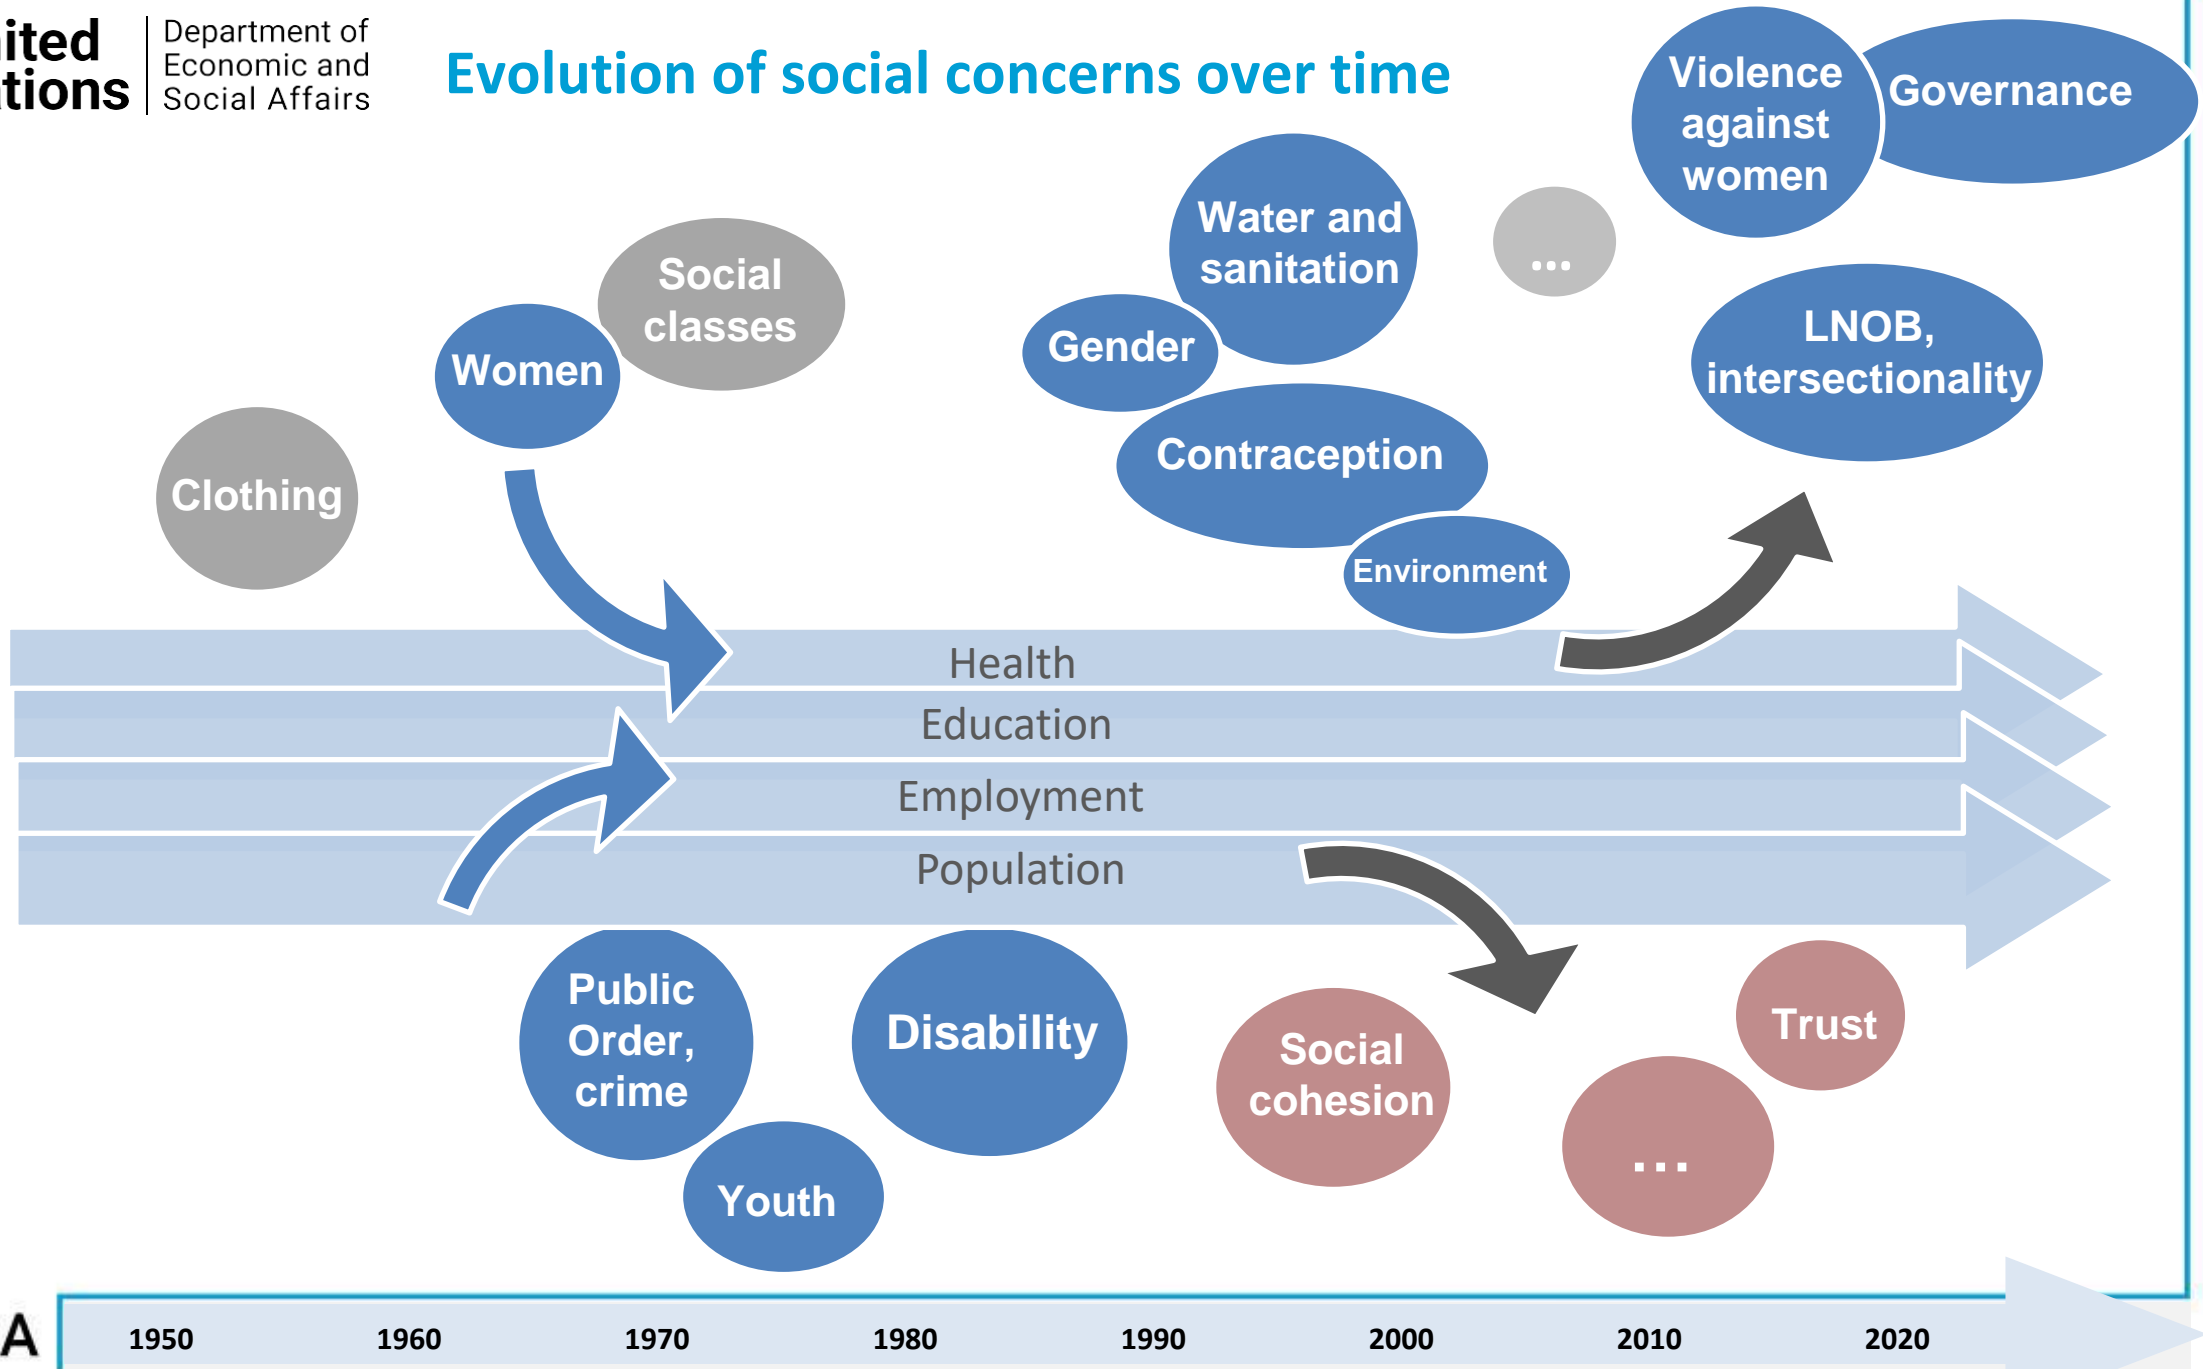 ited
tions
Department of
Economic and
Social Affairs
Evolution of social concerns over time
Violence
against
women
Governance
Water and
sanitation
...
Social
classes
Women
Gender
LNOB,
intersectionality
Contraception
Clothing
Environment
Health
Education
Employment
Population
Public
Order,
crime
Disability
Social
cohesion
Trust
...
Youth
A
1950 1960 1970 1980 1990 2000 2010 2020